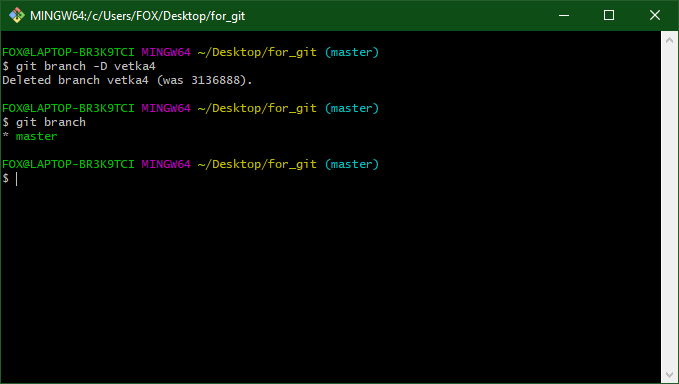 MINGW64:/c/Users/FOX/Desktop/for_git
FOX@LAPTOP-BR3K9TCI MINGW64 ~/Desktop/for_git (master)
$ git branch -D vetka4
Deleted branch vetka4 (was 3136888).
FOX@LAPTOP-BR3K9TCI MINGW64 ~/Desktop/for_git (master)
$ git branch
* master
FOX@LAPTOP-BR3K9TCI MINGW64 ~/Desktop/for_git (master)
$